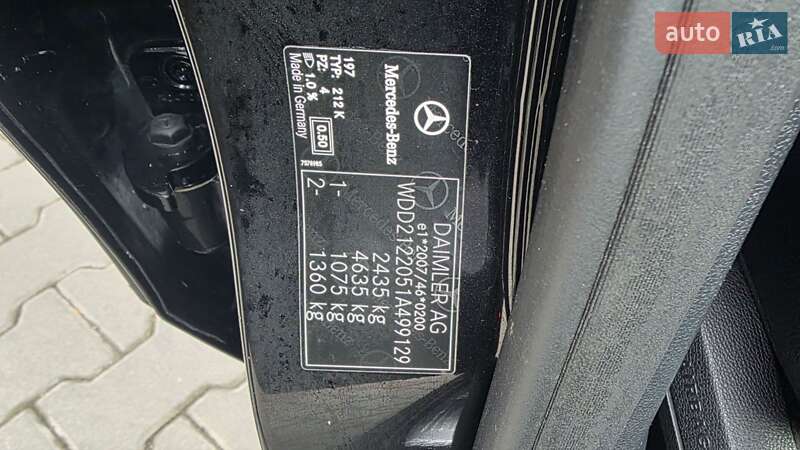 auto RIA
Mercedes-Benz
197
TYP: 212 K
PZ: 4
1.0 %
Made in Germany
0.50
DAIMLER AG
e1*2007/46*0200
WDD2122051A499129
2435 kg
4635 kg
1- 1075 kg
2- 1360 kg